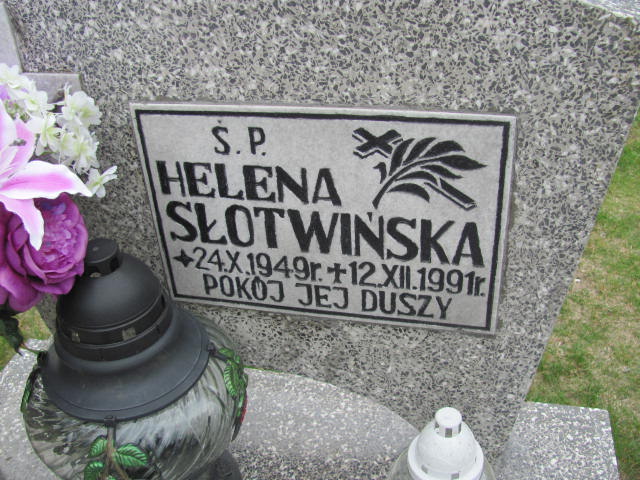 Ś. P.
HELENA
SŁOTWIŃSKA
★24.X.1949r. ✝12.XII.1991r.
POKÓJ JEJ DUSZY